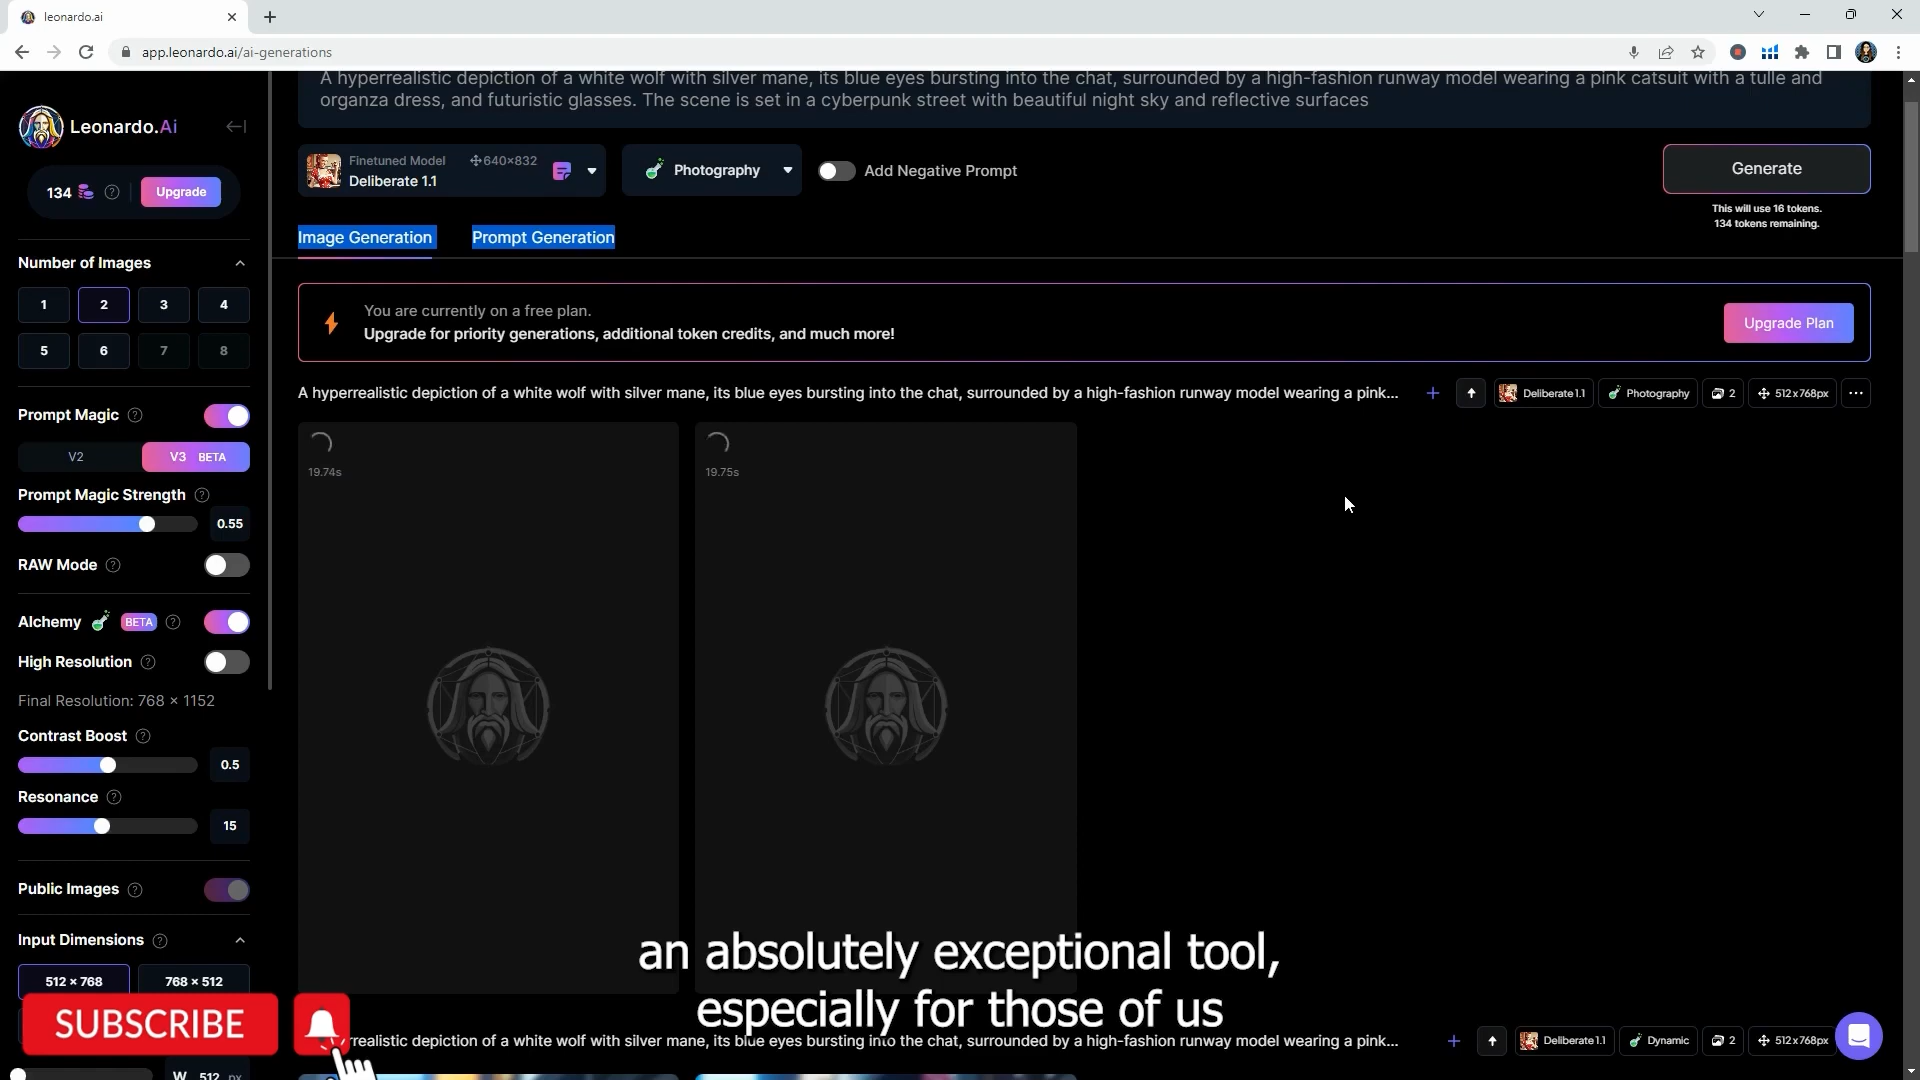 leonardo.ai
app.leonardo.ai/ai-generations
A hyperrealistic depiction of a white wolf with silver mane, its blue eyes bursting into the chat, surrounded by a high-fashion runway model wearing a pink catsuit with a tulle and
organza dress, and futuristic glasses. The scene is set in a cyberpunk street with beautiful night sky and reflective surfaces
Leonardo.Ai
134
Upgrade
Finetuned Model 640×832
Deliberate 1.1
Photography
Add Negative Prompt
Generate
This will use 16 tokens.
134 tokens remaining.
Image Generation Prompt Generation
Number of Images
1 2 3 4
5 6 7 8
You are currently on a free plan.
Upgrade for priority generations, additional token credits, and much more!
Upgrade Plan
A hyperrealistic depiction of a white wolf with silver mane, its blue eyes bursting into the chat, surrounded by a high-fashion runway model wearing a pink...
Deliberate 1.1 Photography 2 512x768px
Prompt Magic
V2 V3 BETA
Prompt Magic Strength
0.55
RAW Mode
Alchemy BETA
High Resolution
Final Resolution: 768 × 1152
Contrast Boost
0.5
Resonance
15
Public Images
Input Dimensions
512 × 768 768 × 512
W 512 px
19.74s
19.75s
an absolutely exceptional tool,
especially for those of us
SUBSCRIBE
realistic depiction of a white wolf with silver mane, its blue eyes bursting into the chat, surrounded by a high-fashion runway model wearing a pink...
Deliberate 1.1 Dynamic 2 512x768px